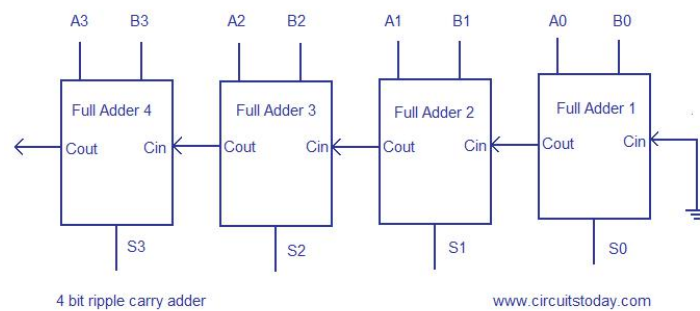 A3 B3 A2 B2 A1 B1 A0 B0
Full Adder 4 Full Adder 3 Full Adder 2 Full Adder 1
Cout Cin Cout Cin Cout Cin Cout Cin
S3 S2 S1 S0
4 bit ripple carry adder www.circuitstoday.com